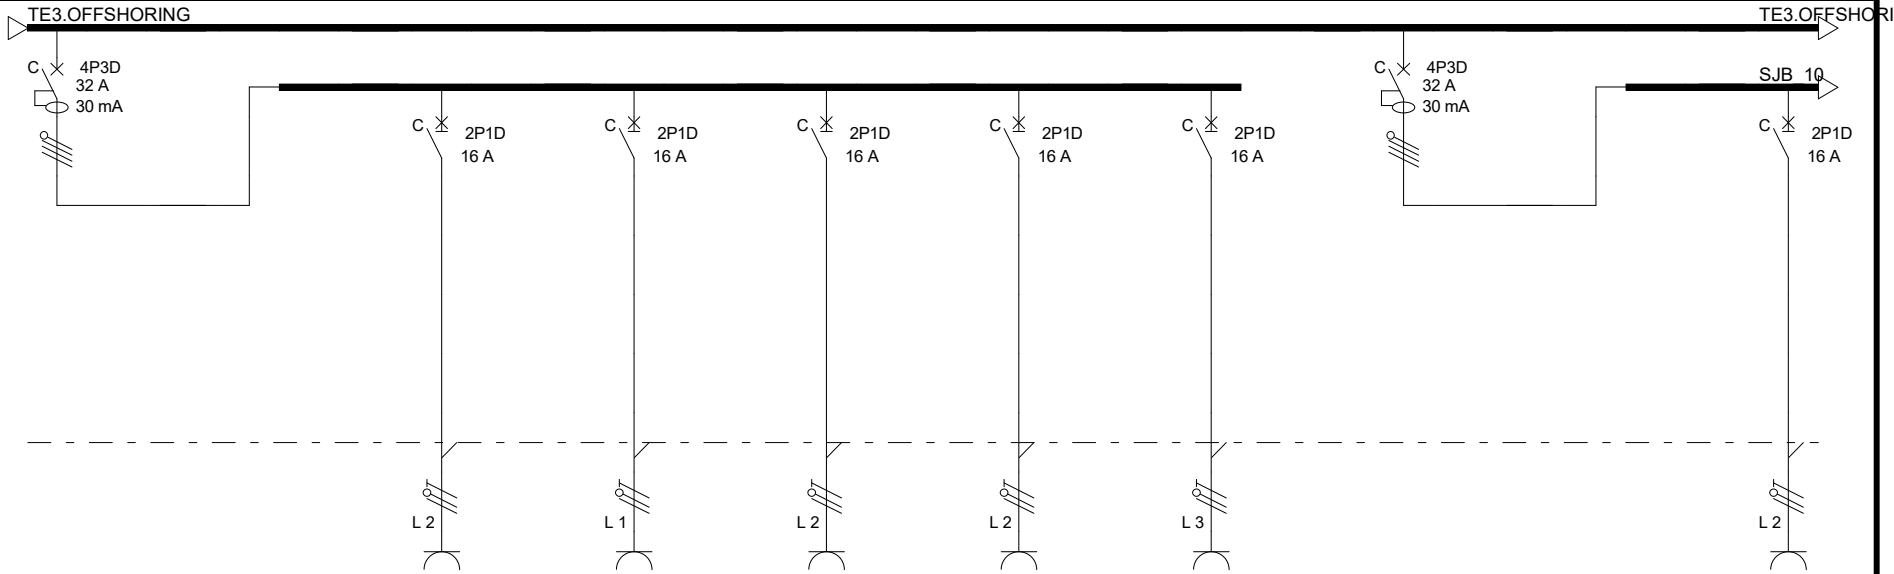 TE3.OFFSHORING
TE3.OFFSHORI
C 4P3D
32 A
30 mA
C 4P3D
32 A
30 mA
SJB 10
C 2P1D
16 A
C 2P1D
16 A
C 2P1D
16 A
C 2P1D
16 A
C 2P1D
16 A
C 2P1D
16 A
L 2
L 1
L 2
L 2
L 3
L 2